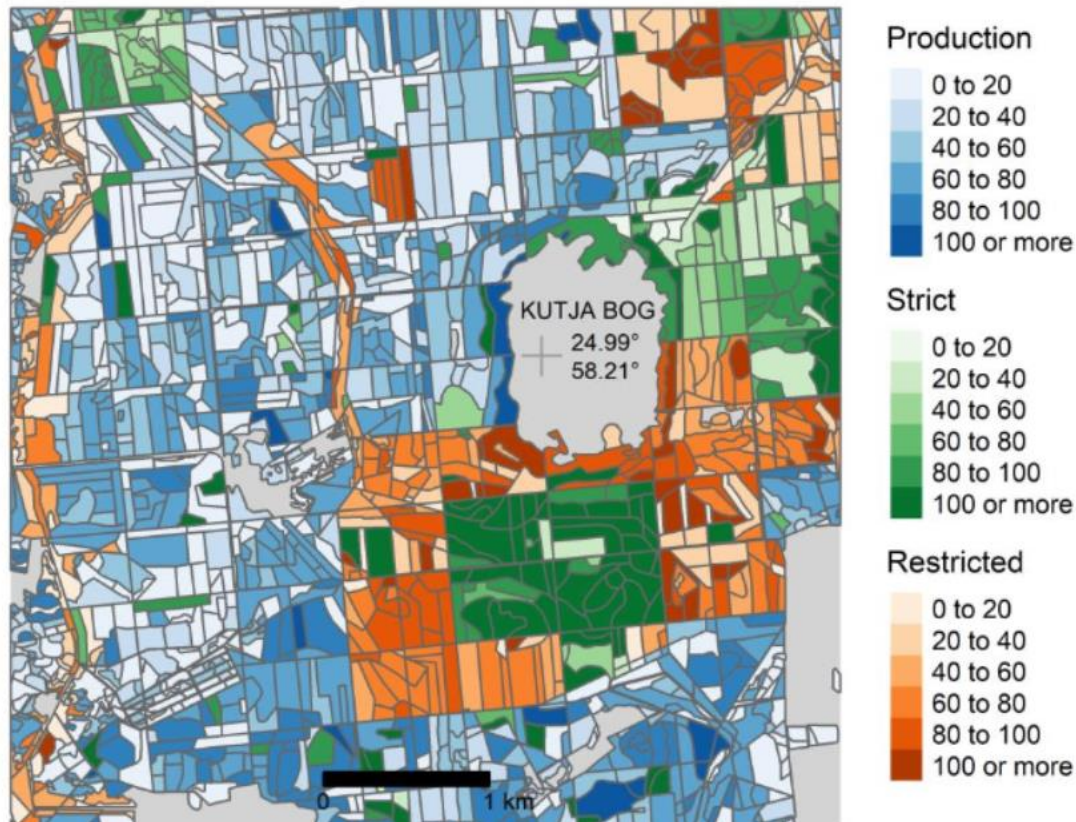 KUTJA BOG
24.99°
58.21°
0
1 km
Production
0 to 20
20 to 40
40 to 60
60 to 80
80 to 100
100 or more
Strict
0 to 20
20 to 40
40 to 60
60 to 80
80 to 100
100 or more
Restricted
0 to 20
20 to 40
40 to 60
60 to 80
80 to 100
100 or more